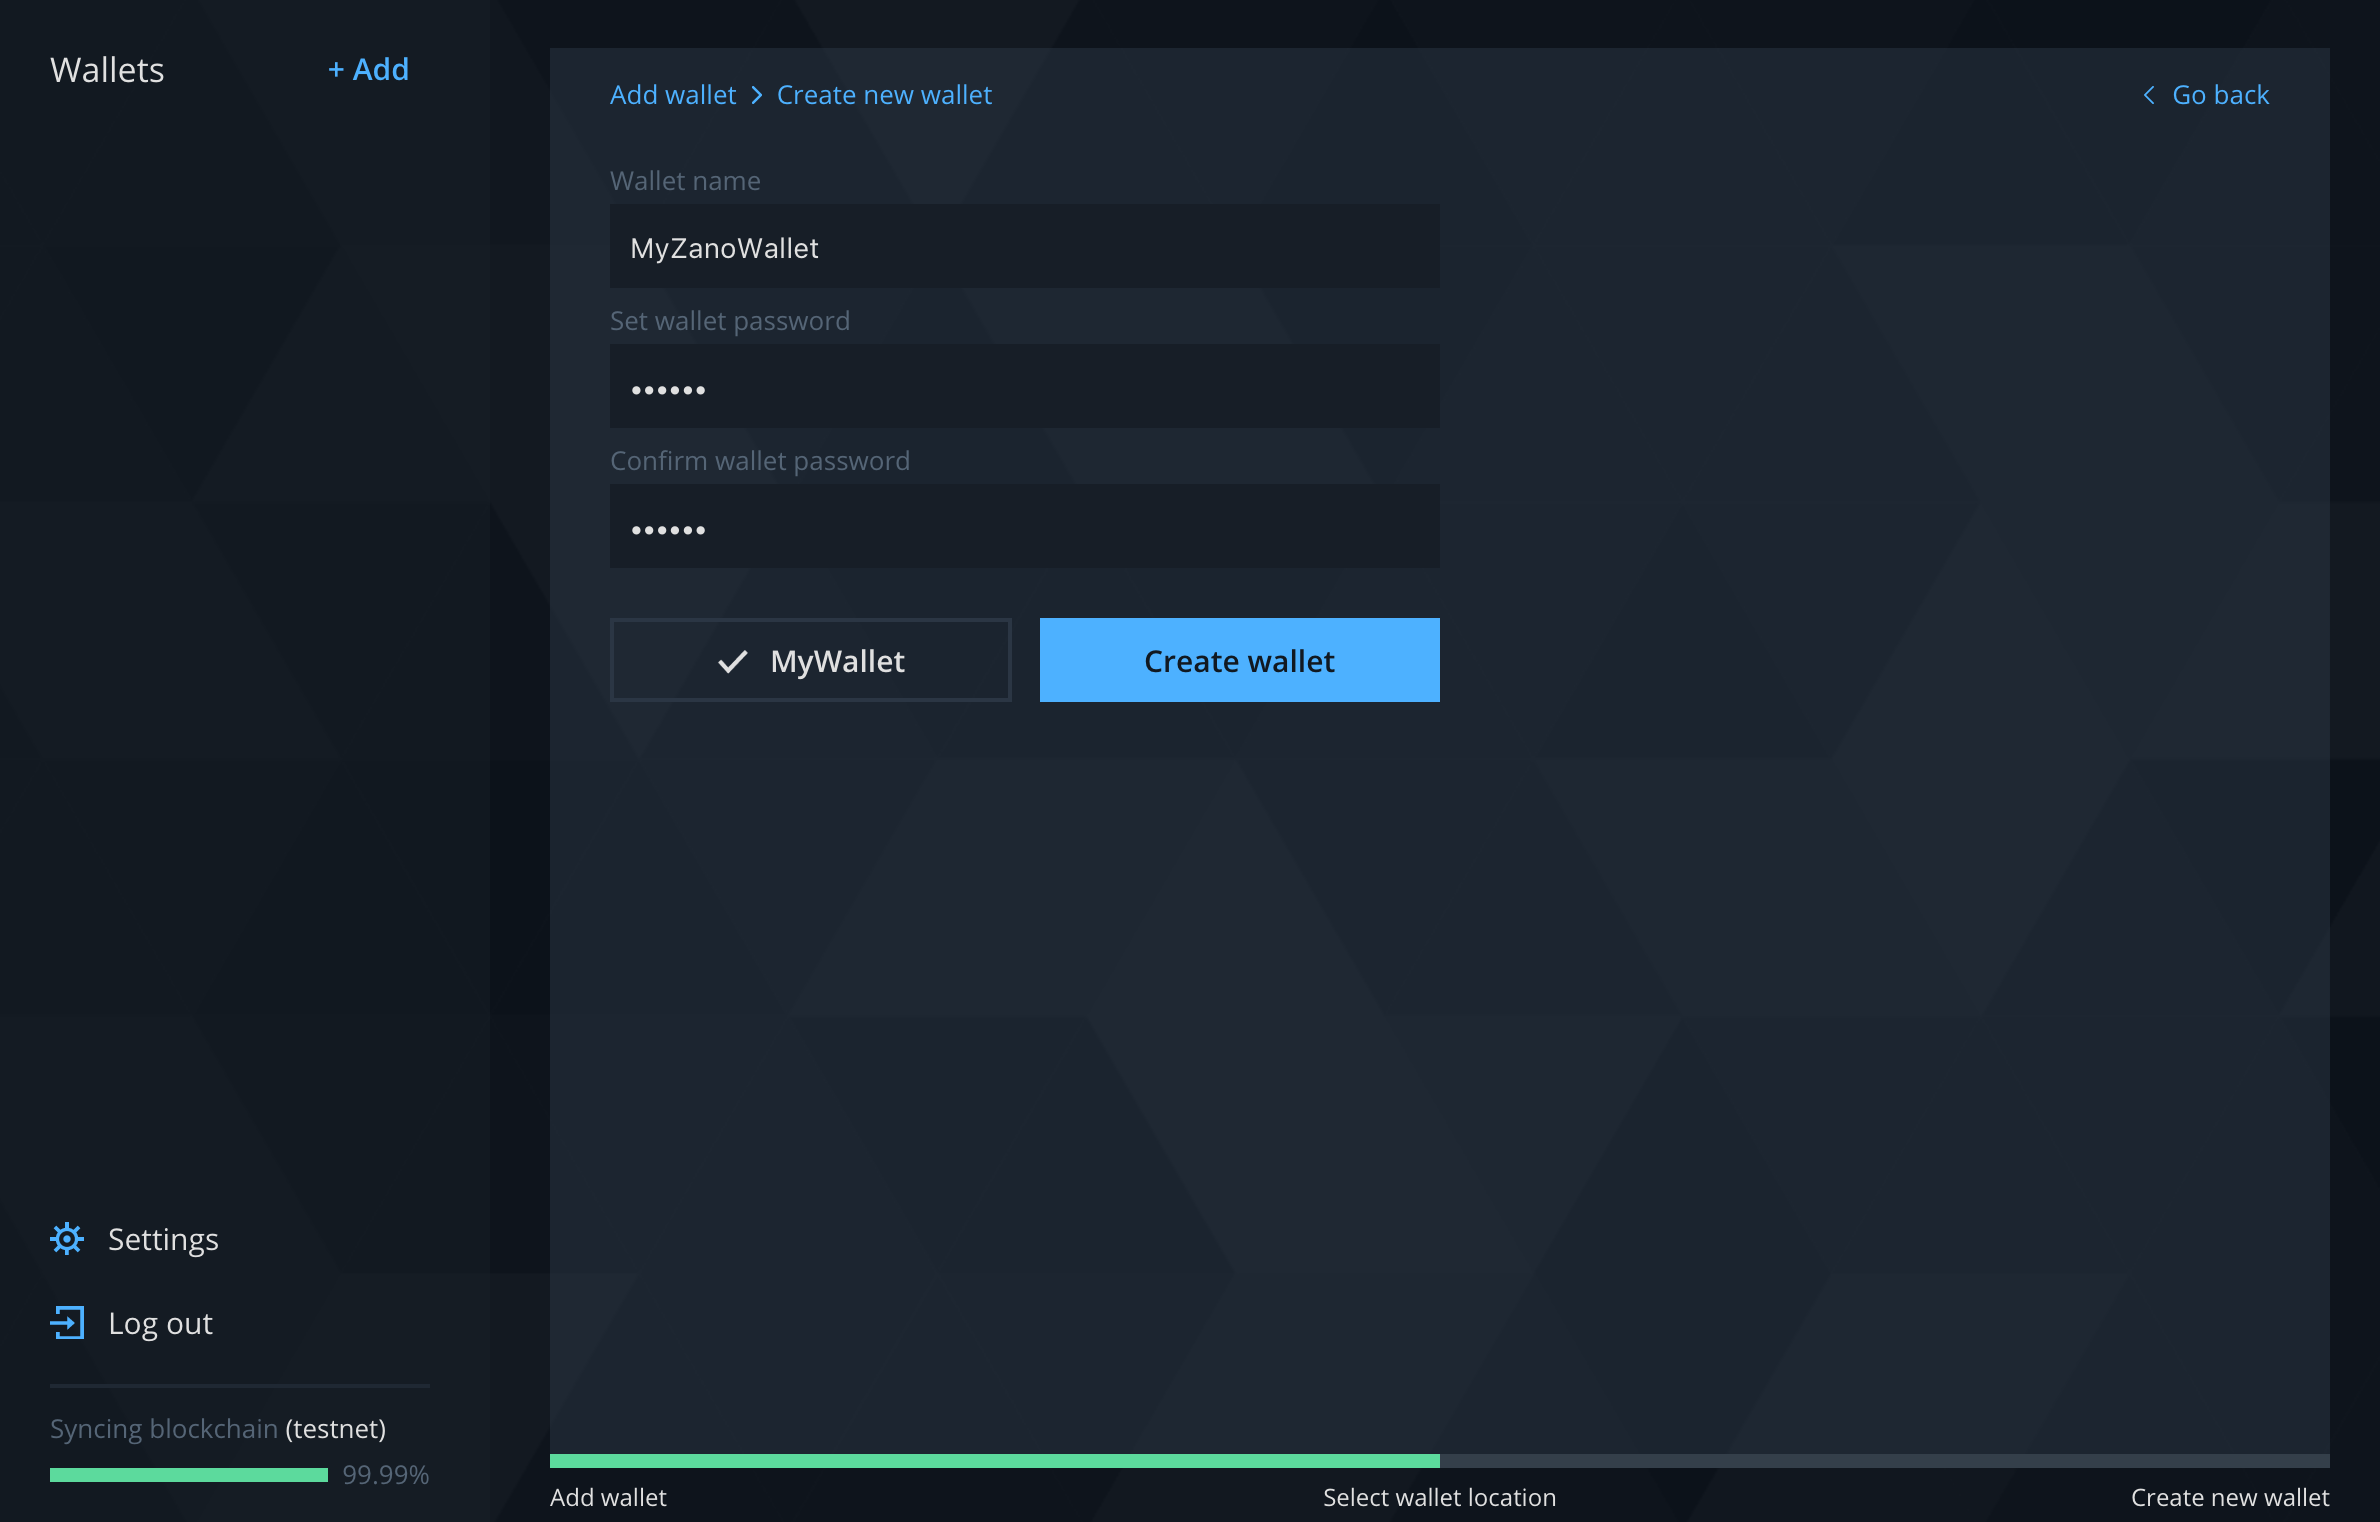 Wallets
+ Add
Add wallet > Create new wallet
< Go back
Wallet name
MyZanoWallet
Set wallet password
••••••
Confirm wallet password
••••••
MyWallet
Create wallet
Settings
Log out
Syncing blockchain (testnet)
99.99%
Add wallet
Select wallet location
Create new wallet